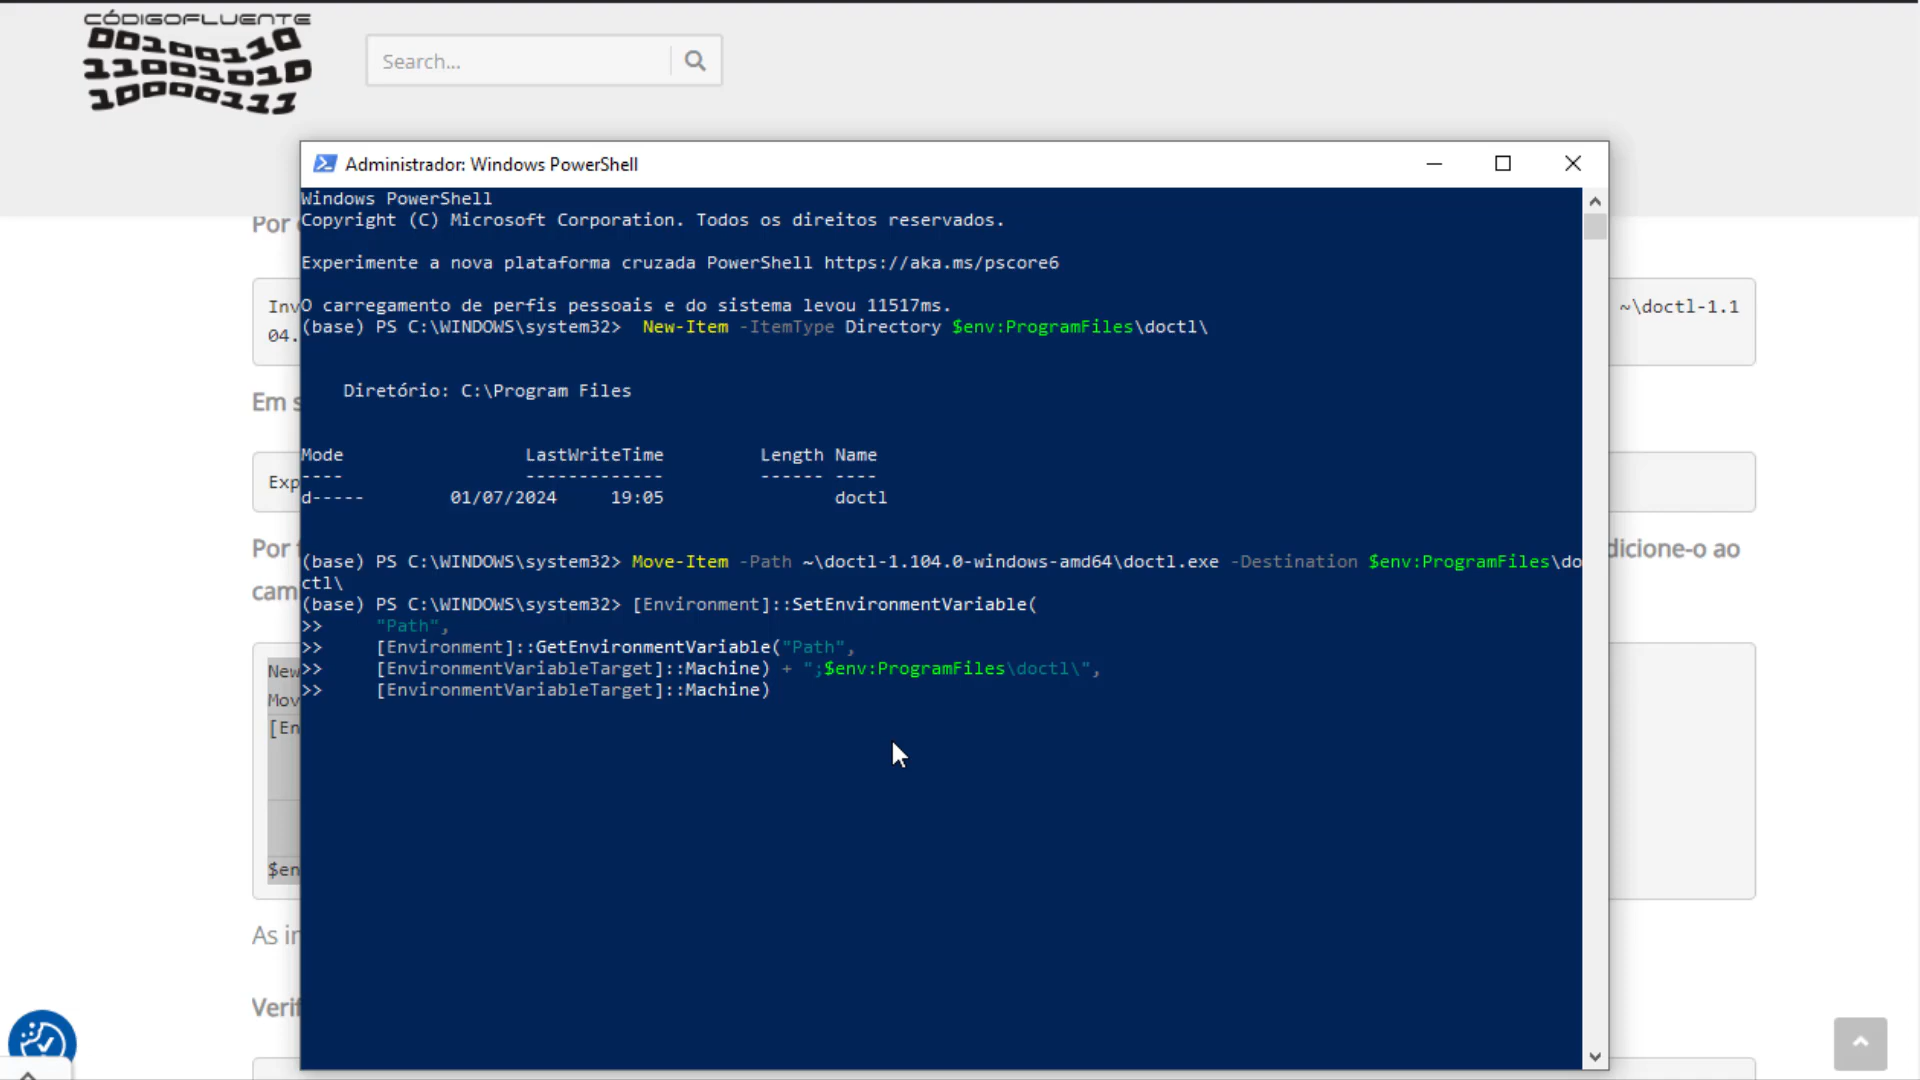 CÓDIGOFLUENTE
00100110
11001010
10000111
Search...
Administrador: Windows PowerShell
Windows PowerShell
Copyright (C) Microsoft Corporation. Todos os direitos reservados.
Experimente a nova plataforma cruzada PowerShell https://aka.ms/pscore6
O carregamento de perfis pessoais e do sistema levou 11517ms.
(base) PS C:\WINDOWS\system32>  New-Item -ItemType Directory $env:ProgramFiles\doctl\
Diretório: C:\Program Files
Mode                 LastWriteTime         Length Name
----                 -------------         ------ ----
d-----        01/07/2024     19:05                doctl
(base) PS C:\WINDOWS\system32> Move-Item -Path ~\doctl-1.104.0-windows-amd64\doctl.exe -Destination $env:ProgramFiles\do
ctl\
(base) PS C:\WINDOWS\system32> [Environment]::SetEnvironmentVariable(
>>     "Path",
>>     [Environment]::GetEnvironmentVariable("Path",
>>     [EnvironmentVariableTarget]::Machine) + ";$env:ProgramFiles\doctl\",
>>     [EnvironmentVariableTarget]::Machine)
Por
Inv
~\doctl-1.1
04.
Em s
Exp
Por
dicione-o ao
cam
New
Mov
[En
$en
As in
Verif